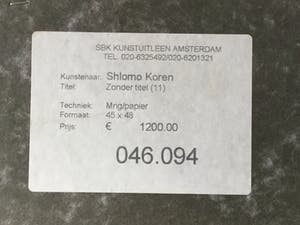 SBK KUNSTUITLEEN AMSTERDAM
TEL. 020-6325492/020-6201321
Kunstenaar: Shlomo Koren
Titel: Zonder titel (11)
Techniek: Mng/papier
Formaat: 45 x 48
Prijs: € 1200.00
046.094